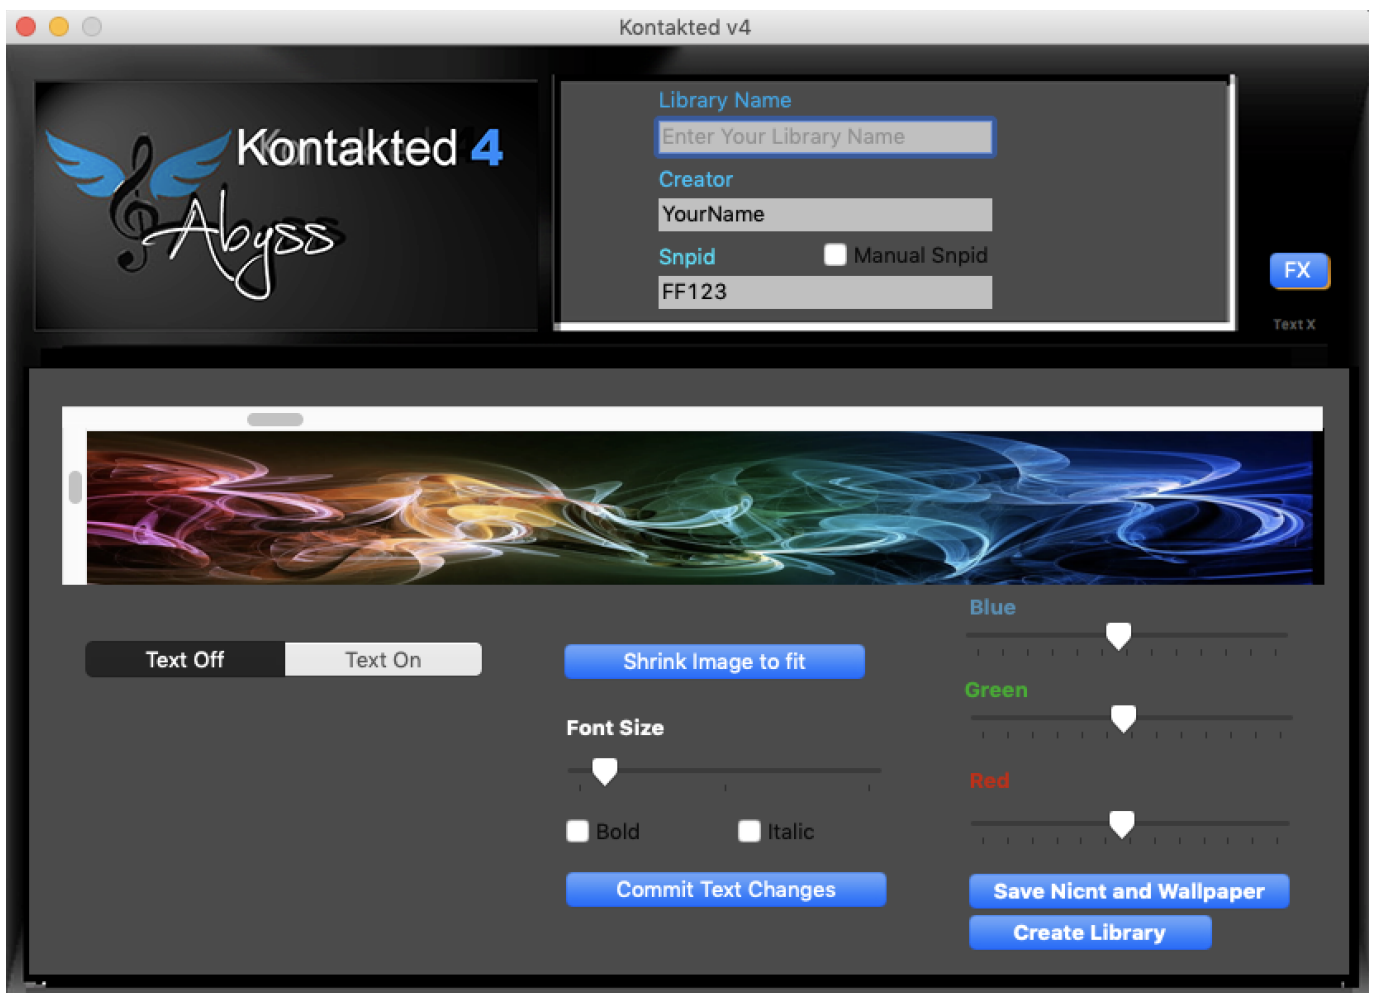 Kontakted v4
Kontakted 4
Abyss
Library Name
Enter Your Library Name
Creator
YourName
Snpid
Manual Snpid
FF123
FX
Text X
Text Off
Text On
Shrink Image to fit
Font Size
Bold
Italic
Commit Text Changes
Blue
Green
Red
Save Nicnt and Wallpaper
Create Library